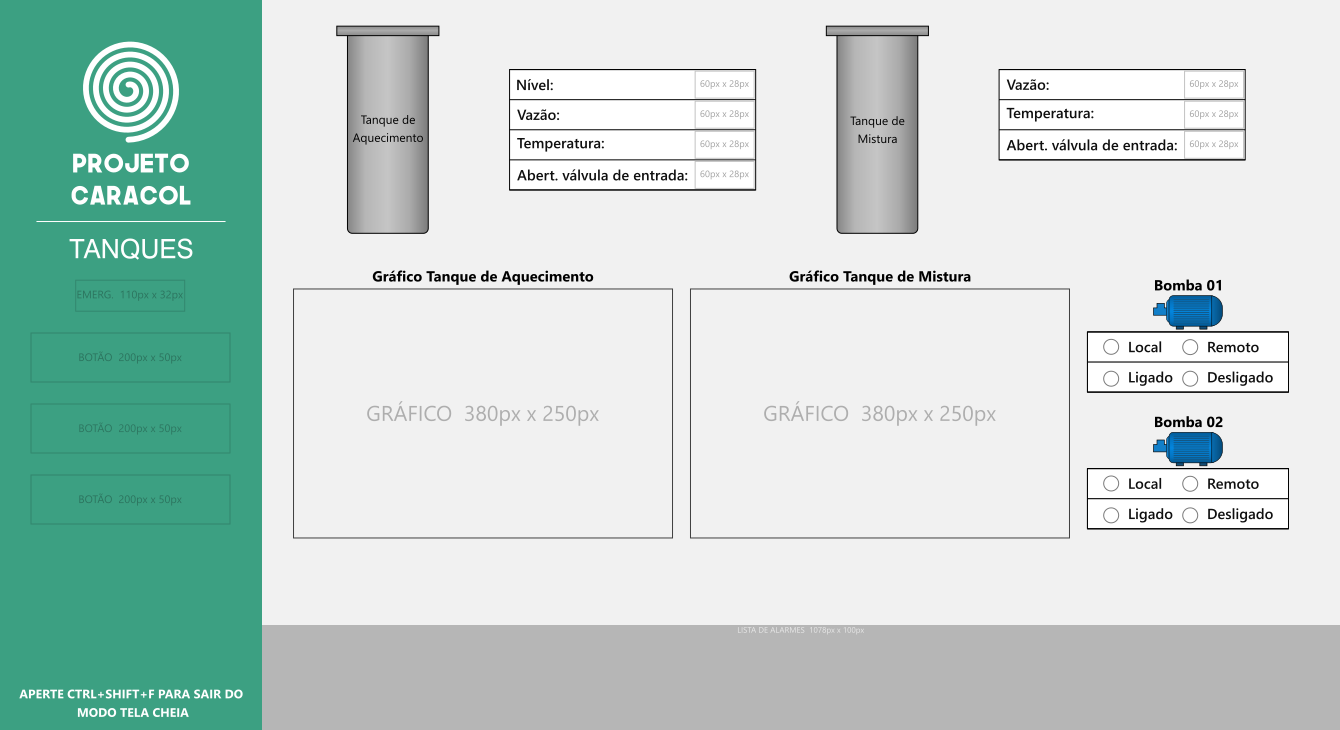 PROJETO
CARACOL
TANQUES
EMERG.  110px x 32px
BOTÃO  200px x 50px
BOTÃO  200px x 50px
BOTÃO  200px x 50px
APERTE CTRL+SHIFT+F PARA SAIR DO
MODO TELA CHEIA
Tanque de
Aquecimento
Nível: 60px x 28px
Vazão: 60px x 28px
Temperatura: 60px x 28px
Abert. válvula de entrada: 60px x 28px
Tanque de
Mistura
Vazão: 60px x 28px
Temperatura: 60px x 28px
Abert. válvula de entrada: 60px x 28px
Gráfico Tanque de Aquecimento
GRÁFICO  380px x 250px
Gráfico Tanque de Mistura
GRÁFICO  380px x 250px
Bomba 01
Local Remoto
Ligado Desligado
Bomba 02
Local Remoto
Ligado Desligado
LISTA DE ALARMES  1078px x 100px